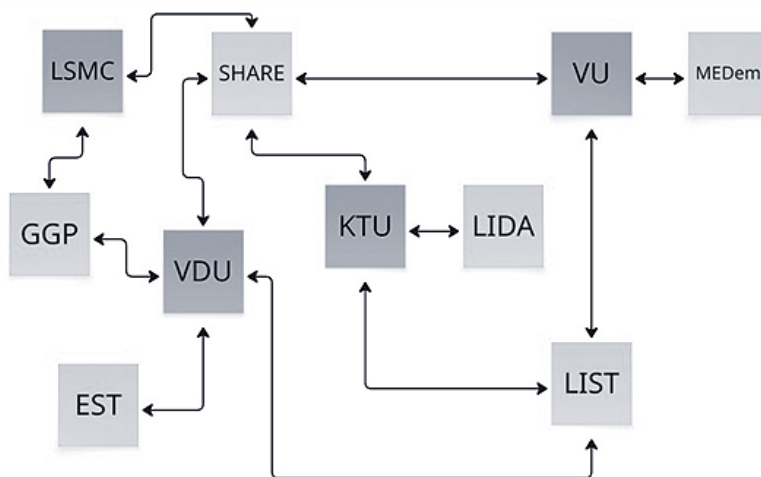 LSMC
SHARE
VU
MEDem
GGP
VDU
KTU
LIDA
EST
LIST